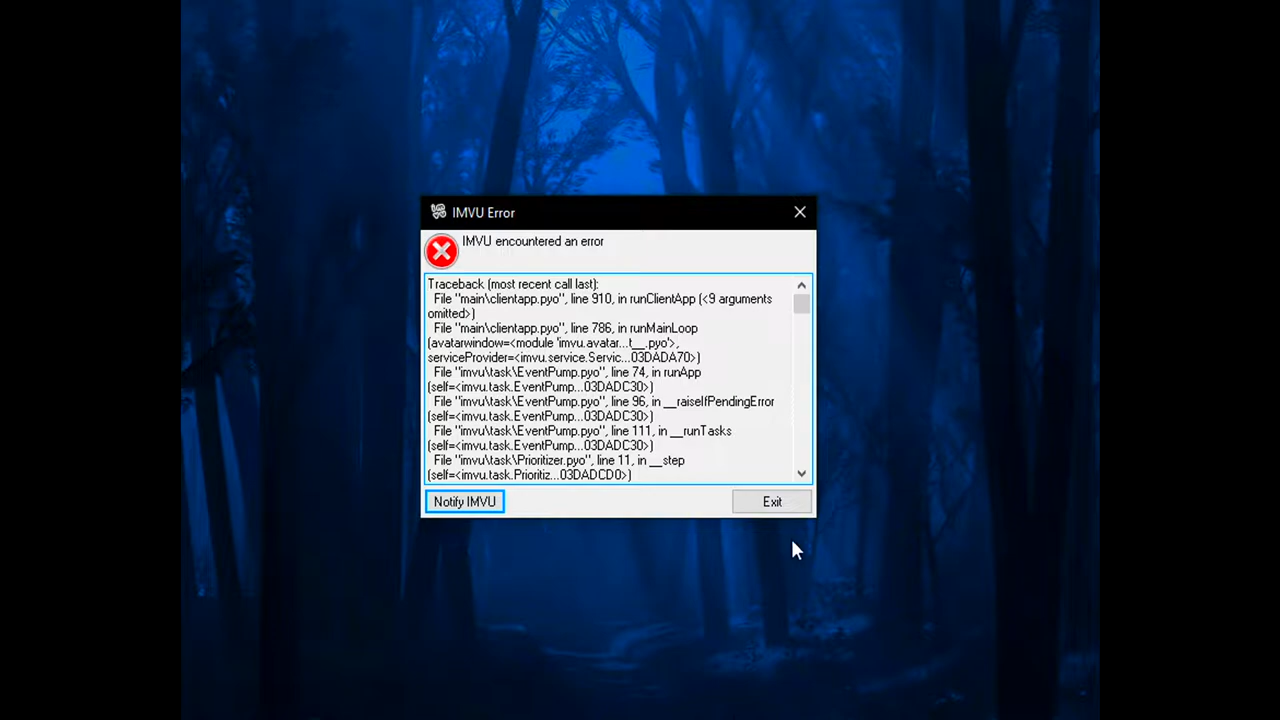 IMVU Error
IMVU encountered an error
Traceback (most recent call last):
File "main\clientapp.pyo", line 910, in runClientApp (<9 arguments
omitted>)
File "main\clientapp.pyo", line 786, in runMainLoop
(avatarwindow=<module 'imvu.avatar...t__.pyo'>,
serviceProvider=<imvu.service.Servic...03DADA70>)
File "imvu\task\EventPump.pyo", line 74, in runApp
(self=<imvu.task.EventPump...03DADC30>)
File "imvu\task\EventPump.pyo", line 96, in __raiseIfPendingError
(self=<imvu.task.EventPump...03DADC30>)
File "imvu\task\EventPump.pyo", line 111, in __runTasks
(self=<imvu.task.EventPump...03DADC30>)
File "imvu\task\Prioritizer.pyo", line 11, in __step
(self=<imvu.task.Prioritiz...03DADCD0>)
Notify IMVU
Exit